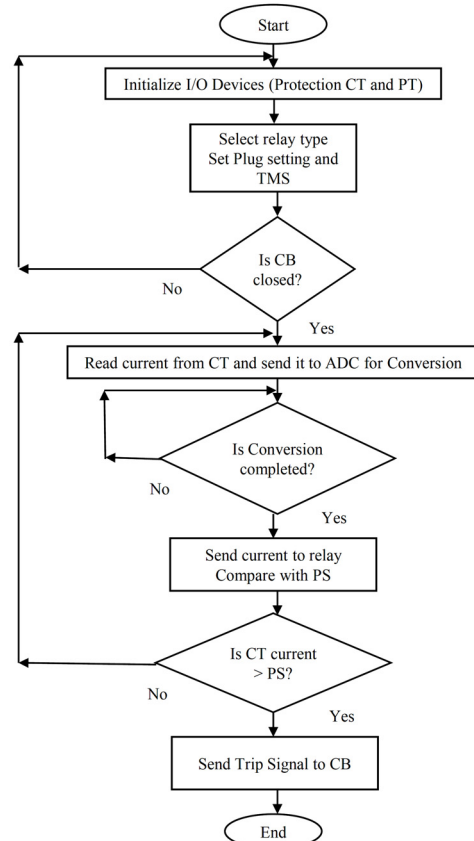 Start
Initialize I/O Devices (Protection CT and PT)
Select relay type
Set Plug setting and
TMS
Is CB
closed?
No
Yes
Read current from CT and send it to ADC for Conversion
Is Conversion
completed?
No
Yes
Send current to relay
Compare with PS
Is CT current
> PS?
No
Yes
Send Trip Signal to CB
End